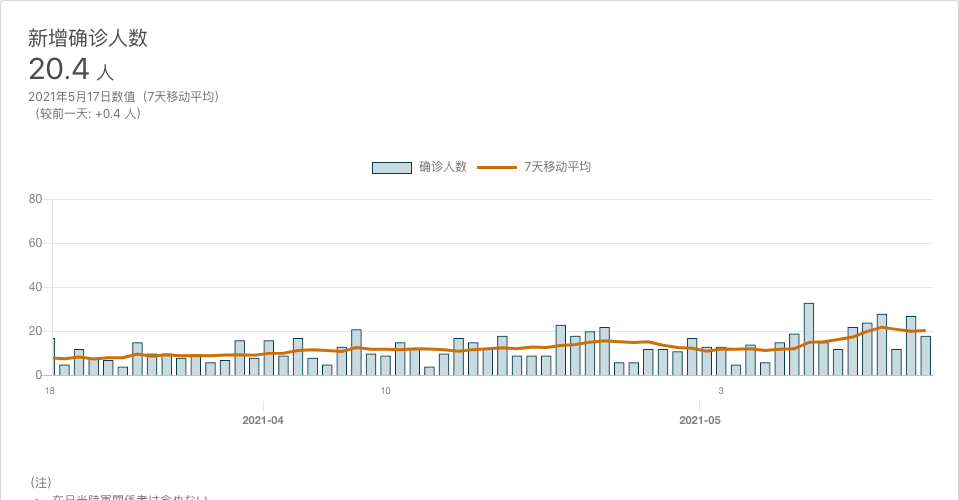 新增确诊人数
20.4 人
2021年5月17日数值（7天移动平均）
（较前一天: +0.4 人）
确诊人数 7天移动平均
80
60
40
20
0
18 10 3
2021-04 2021-05
（注）